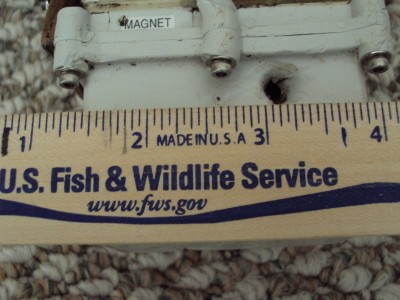 MAGNET
1 2 MADE IN U.S.A 3 4
U.S. Fish & Wildlife Service
www.fws.gov